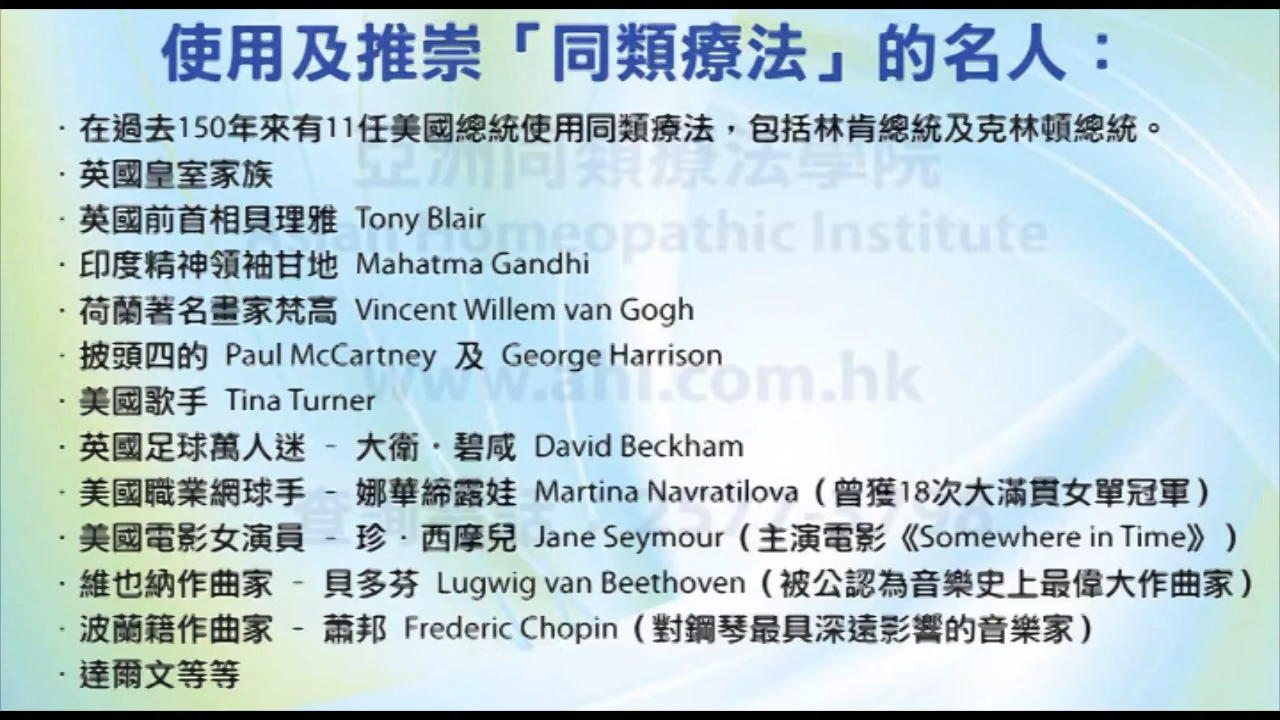 使用及推崇「同類療法」的名人：
· 在過去150年來有11任美國總統使用同類療法，包括林肯總統及克林頓總統。
· 英國皇室家族
· 英國前首相貝理雅 Tony Blair
· 印度精神領袖甘地 Mahatma Gandhi
· 荷蘭著名畫家梵高 Vincent Willem van Gogh
· 披頭四的 Paul McCartney 及 George Harrison
· 美國歌手 Tina Turner
· 英國足球萬人迷 – 大衛·碧咸 David Beckham
· 美國職業網球手 – 娜華締露娃 Martina Navratilova（曾獲18次大滿貫女單冠軍）
· 美國電影女演員 – 珍·西摩兒 Jane Seymour（主演電影《Somewhere in Time》）
· 維也納作曲家 – 貝多芬 Lugwig van Beethoven（被公認為音樂史上最偉大作曲家）
· 波蘭籍作曲家 – 蕭邦 Frederic Chopin（對鋼琴最具深遠影響的音樂家）
· 達爾文等等
亞洲同類療法學院
Asian Homeopathic Institute
www.ahi.com.hk